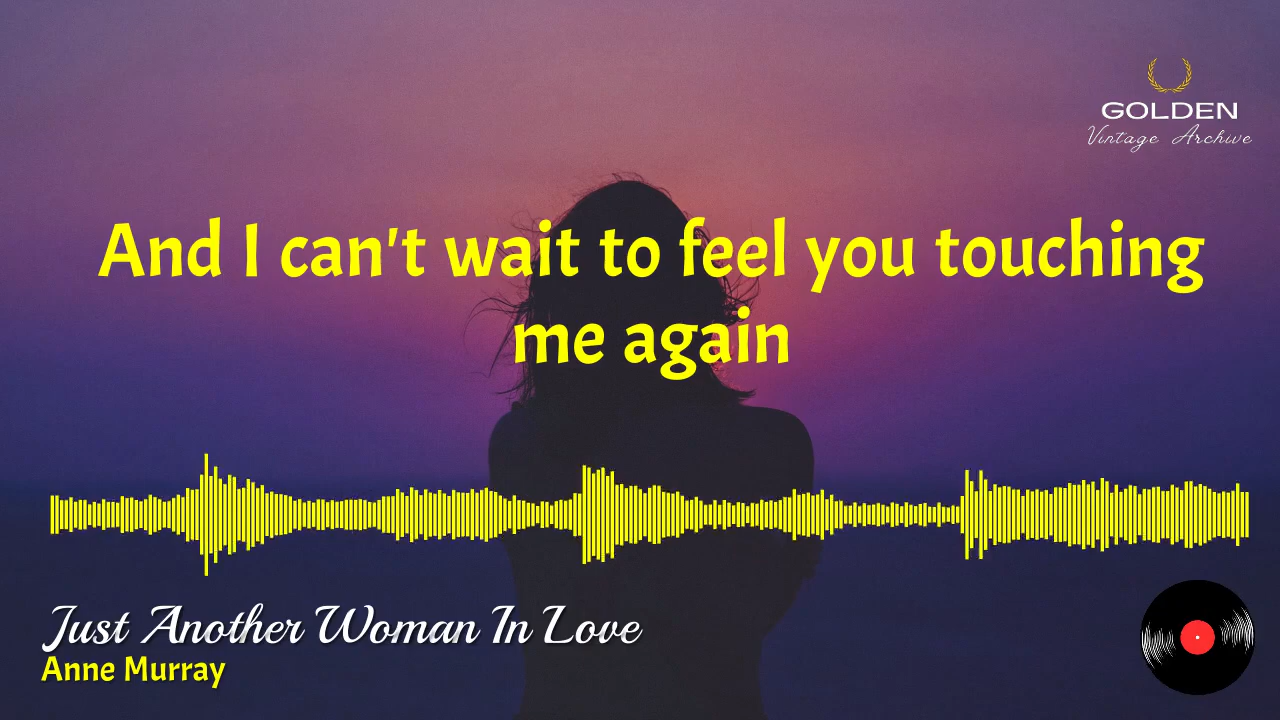 GOLDEN
Vintage Archive
And I can't wait to feel you touching
me again
Just Another Woman In Love
Anne Murray